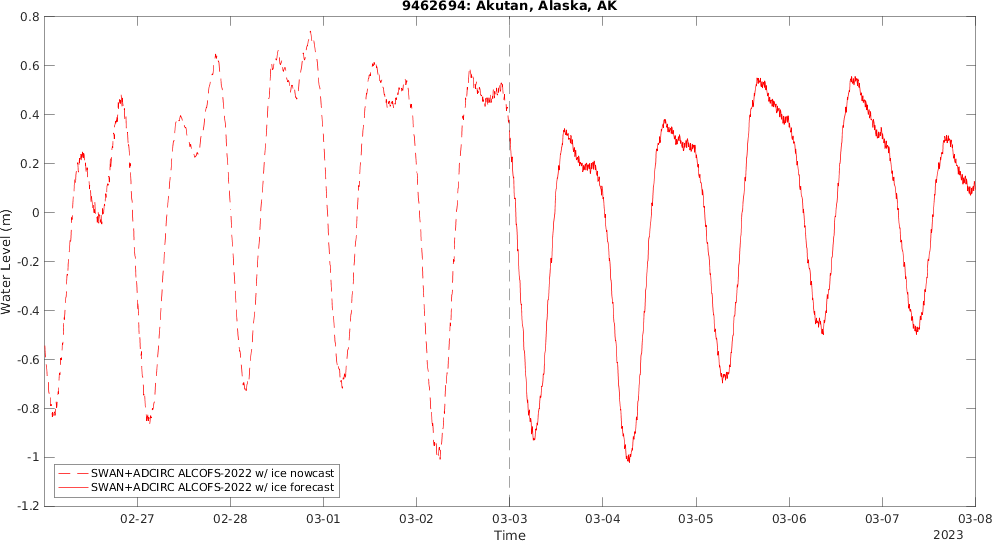 9462694: Akutan, Alaska, AK
0.8
0.6
0.4
0.2
0
-0.2
-0.4
-0.6
-0.8
-1
-1.2
Water Level (m)
SWAN+ADCIRC ALCOFS-2022 w/ ice nowcast
SWAN+ADCIRC ALCOFS-2022 w/ ice forecast
02-27 02-28 03-01 03-02 03-03 03-04 03-05 03-06 03-07 03-08
Time
2023